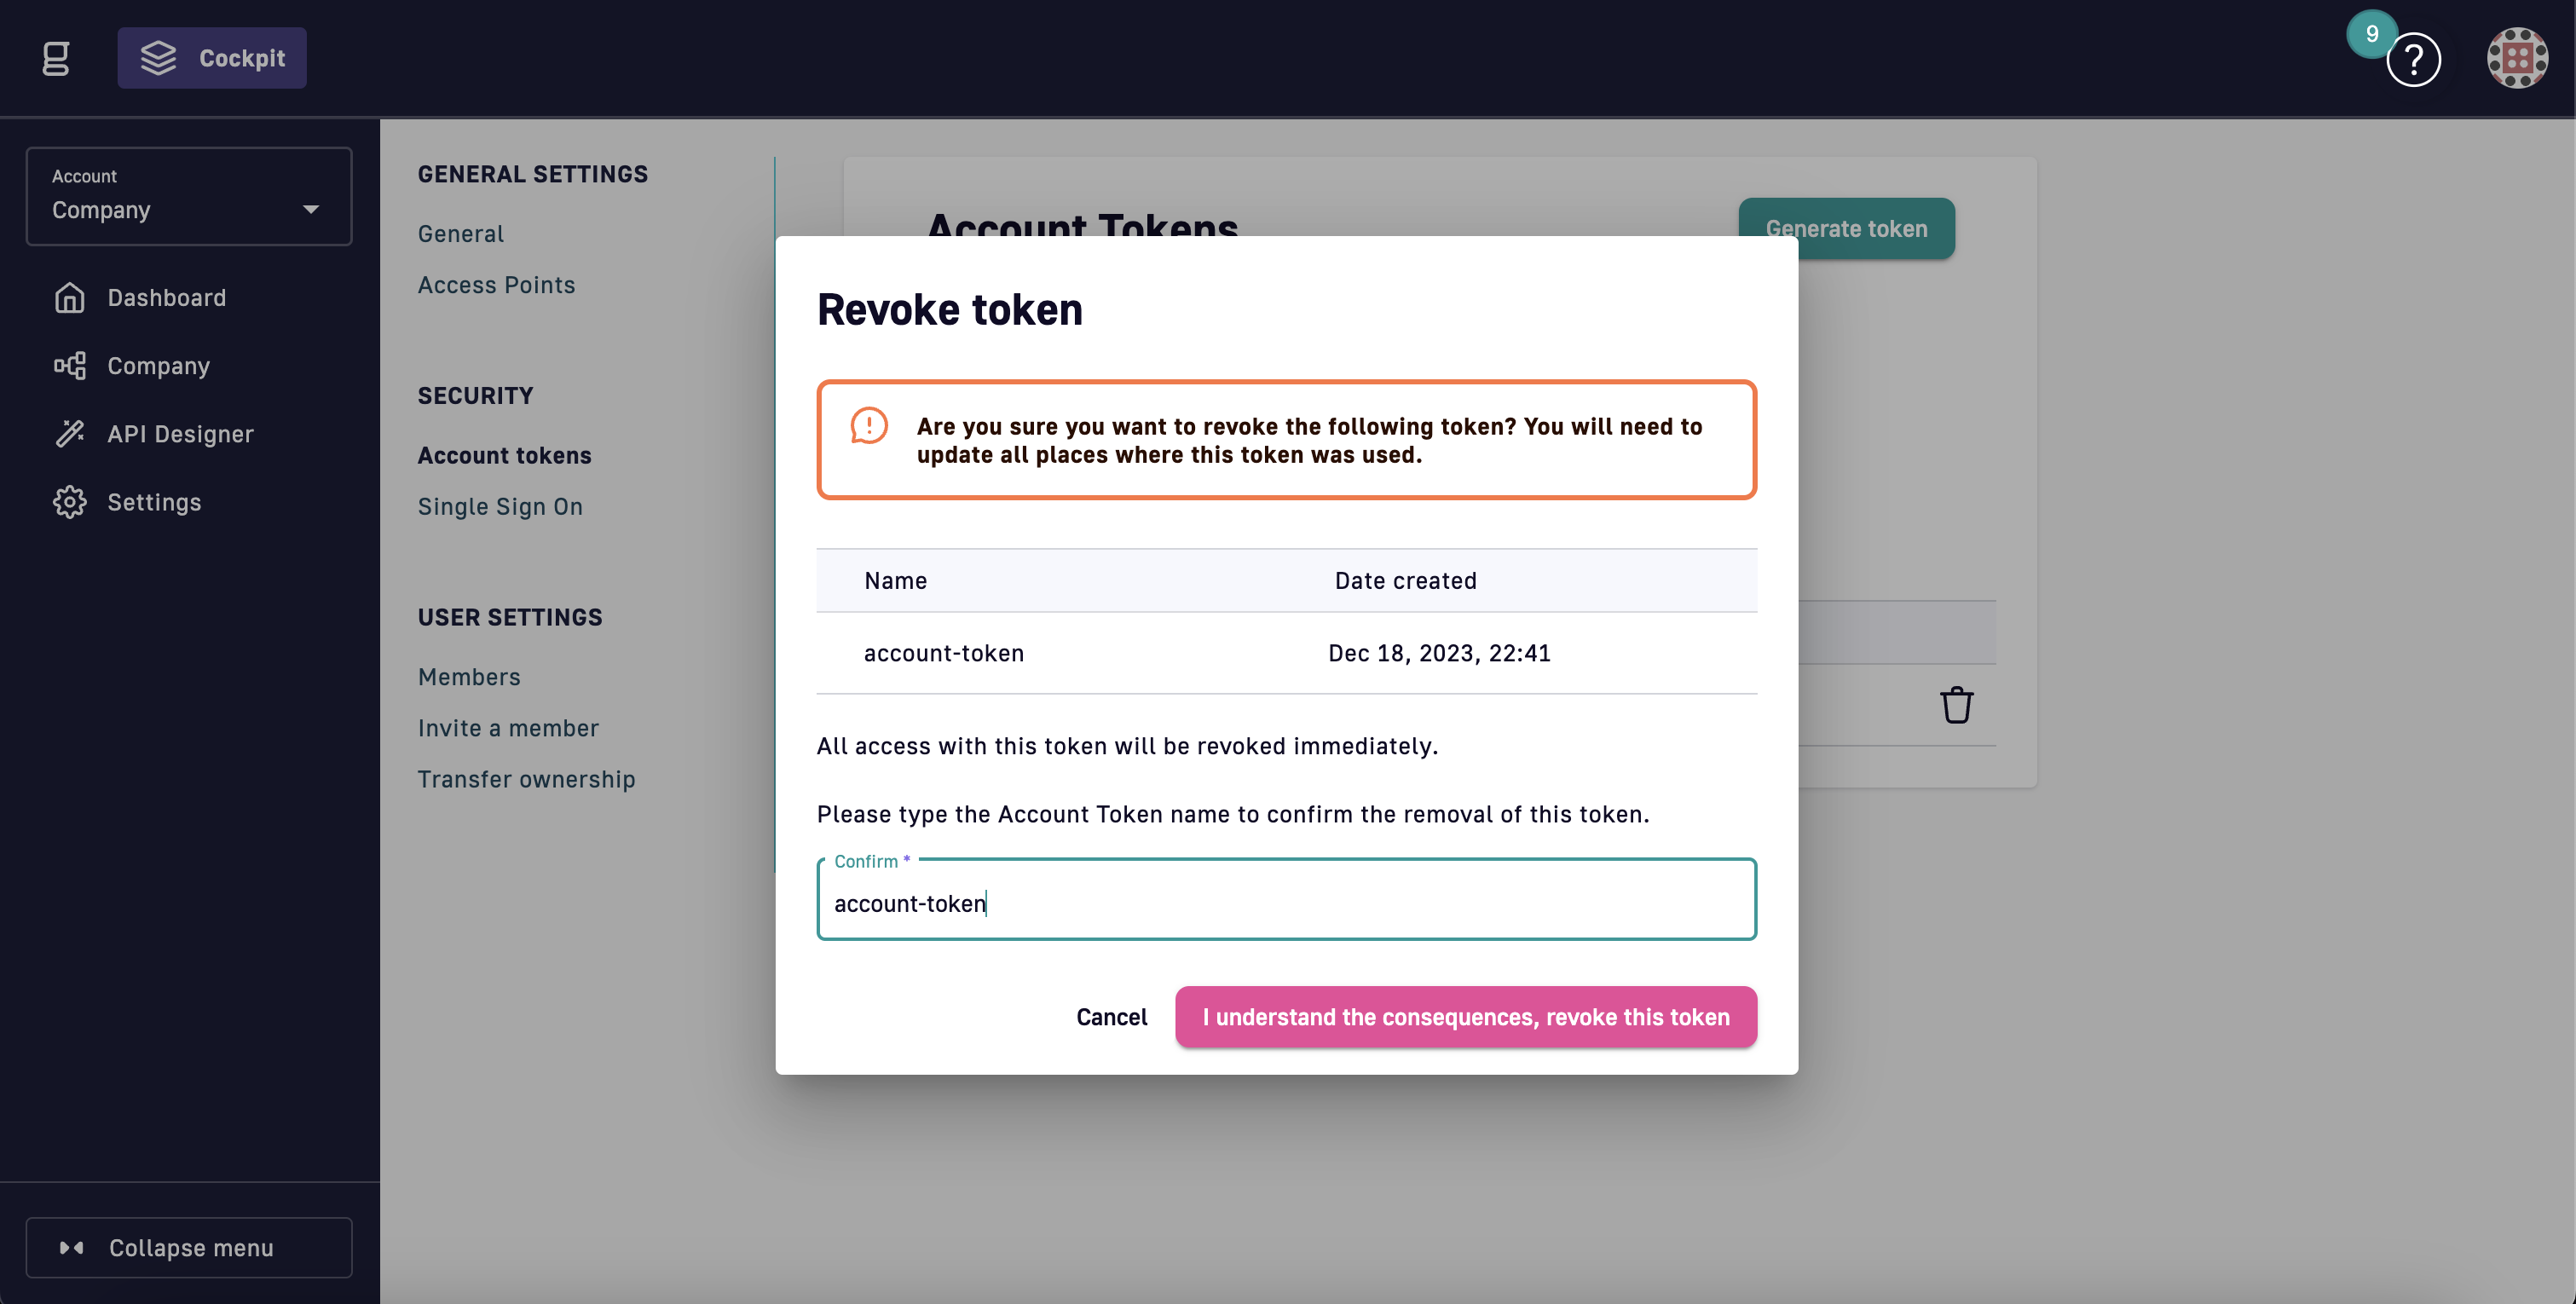 g
Cockpit
9
?
Account
Company
Dashboard
Company
API Designer
Settings
Collapse menu
GENERAL SETTINGS
General
Access Points
SECURITY
Account tokens
Single Sign On
USER SETTINGS
Members
Invite a member
Transfer ownership
Account Tokens
Generate token
Revoke token
Are you sure you want to revoke the following token? You will need to
update all places where this token was used.
Name Date created
account-token Dec 18, 2023, 22:41
All access with this token will be revoked immediately.
Please type the Account Token name to confirm the removal of this token.
Confirm *
account-token
Cancel
I understand the consequences, revoke this token